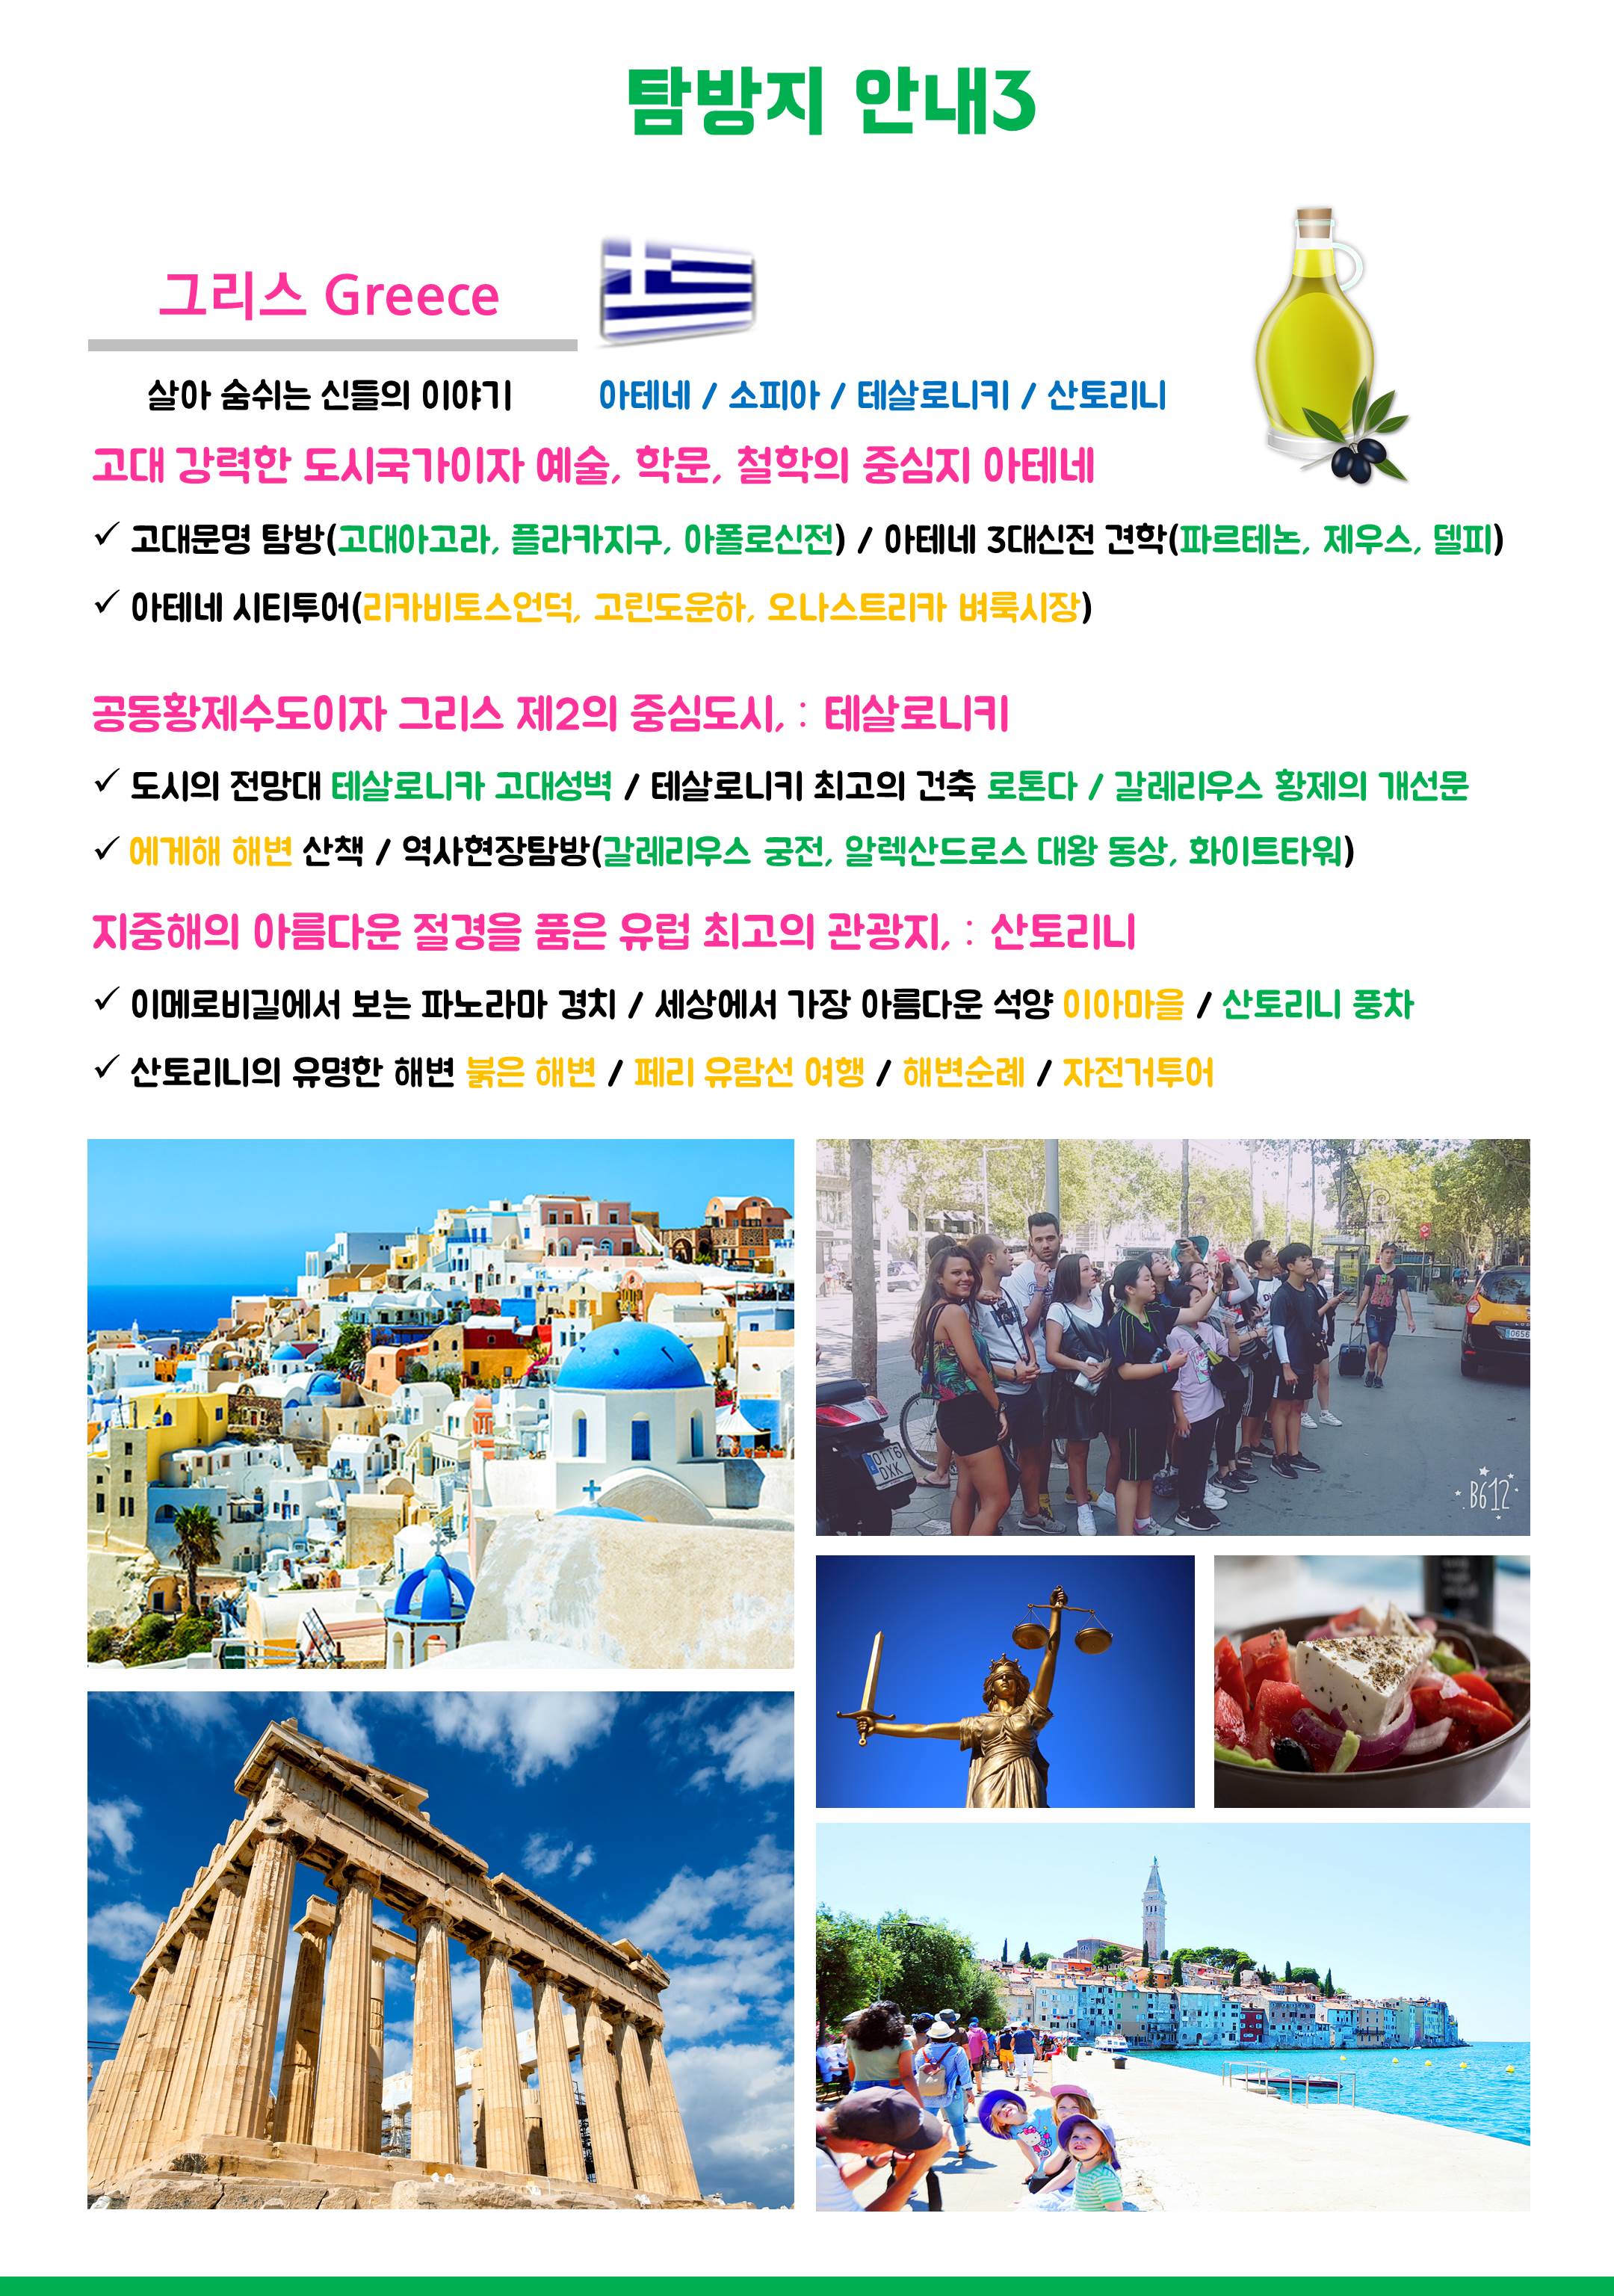 탐방지 안내3
그리스 Greece
살아 숨쉬는 신들의 이야기 아테네 / 소피아 / 테살로니키 / 산토리니
고대 강력한 도시국가이자 예술, 학문, 철학의 중심지 아테네
✓ 고대문명 탐방(고대아고라, 플라카지구, 아폴로신전) / 아테네 3대신전 견학(파르테논, 제우스, 델피)
✓ 아테네 시티투어(리카비토스언덕, 고린도운하, 모나스트리카 벼룩시장)
공동황제수도이자 그리스 제2의 중심도시, : 테살로니키
✓ 도시의 전망대 테살로니카 고대성벽 / 테살로니키 최고의 건축 로톤다 / 갈레리우스 황제의 개선문
✓ 에게해 해변 산책 / 역사현장탐방(갈레리우스 궁전, 알렉산드로스 대왕 동상, 화이트타워)
지중해의 아름다운 절경을 품은 유럽 최고의 관광지, : 산토리니
✓ 이메로비길에서 보는 파노라마 경치 / 세상에서 가장 아름다운 석양 이아마을 / 산토리니 풍차
✓ 산토리니의 유명한 해변 붉은 해변 / 페리 유람선 여행 / 해변순례 / 자전거투어
0116
DXK
B612